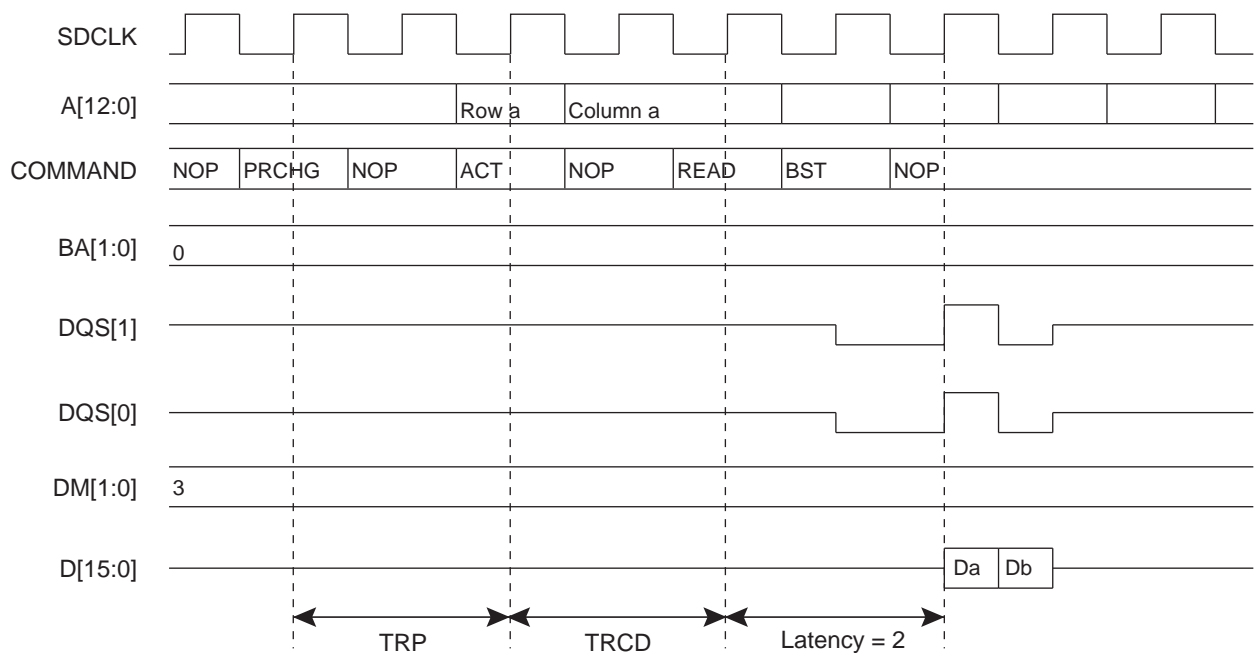 SDCLK
A[12:0] Row a Column a
COMMAND NOP PRCHG NOP ACT NOP READ BST NOP
BA[1:0] 0
DQS[1]
DQS[0]
DM[1:0] 3
D[15:0] Da Db
TRP TRCD Latency = 2